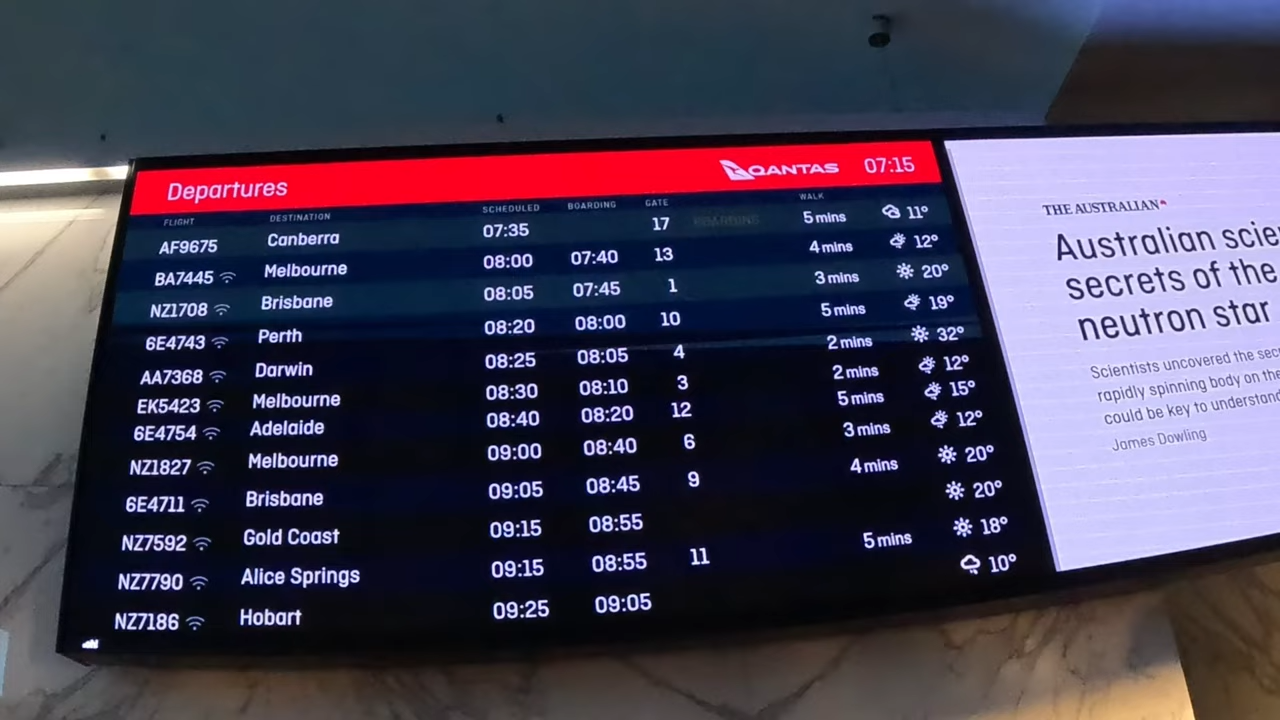 Departures QANTAS 07:15
FLIGHT DESTINATION SCHEDULED BOARDING GATE WALK
AF9675 Canberra 07:35 17 BOARDING 5 mins 11°
BA7445 Melbourne 08:00 07:40 13 4 mins 12°
NZ1708 Brisbane 08:05 07:45 1 3 mins 20°
6E4743 Perth 08:20 08:00 10 5 mins 19°
AA7368 Darwin 08:25 08:05 4 2 mins 32°
EK5423 Melbourne 08:30 08:10 3 2 mins 12°
6E4754 Adelaide 08:40 08:20 12 5 mins 15°
NZ1827 Melbourne 09:00 08:40 6 3 mins 12°
6E4711 Brisbane 09:05 08:45 9 4 mins 20°
NZ7592 Gold Coast 09:15 08:55 20°
NZ7790 Alice Springs 09:15 08:55 11 5 mins 18°
NZ7186 Hobart 09:25 09:05 10°
THE AUSTRALIAN
Australian scie
secrets of the
neutron star
Scientists uncovered the sec
rapidly spinning body on the
could be key to understand
James Dowling